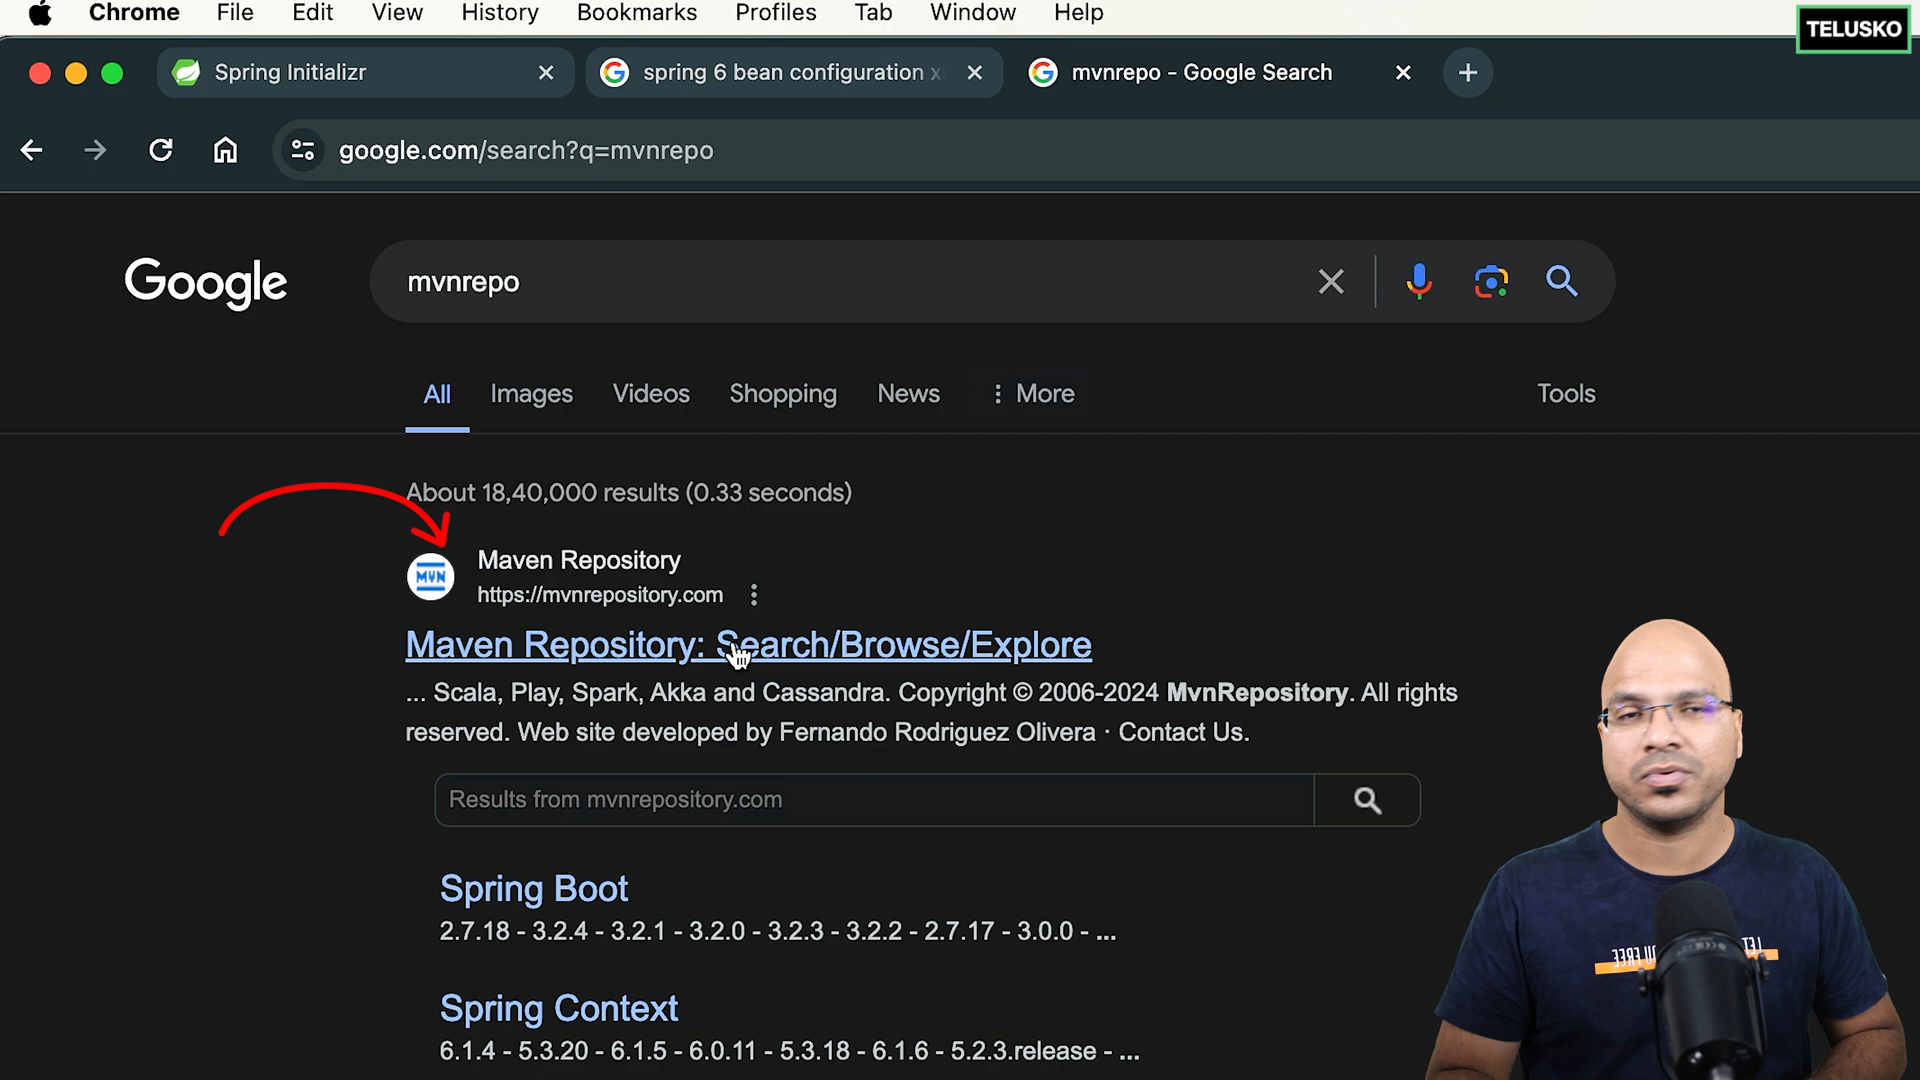 Chrome File Edit View History Bookmarks Profiles Tab Window Help
TELUSKO
Spring Initializr
spring 6 bean configuration x
mvnrepo - Google Search
google.com/search?q=mvnrepo
Google
mvnrepo
All Images Videos Shopping News More Tools
About 18,40,000 results (0.33 seconds)
MVN
Maven Repository
https://mvnrepository.com
Maven Repository: Search/Browse/Explore
... Scala, Play, Spark, Akka and Cassandra. Copyright © 2006-2024 MvnRepository. All rights
reserved. Web site developed by Fernando Rodriguez Olivera · Contact Us.
Results from mvnrepository.com
Spring Boot
2.7.18 - 3.2.4 - 3.2.1 - 3.2.0 - 3.2.3 - 3.2.2 - 2.7.17 - 3.0.0 - ...
Spring Context
6.1.4 - 5.3.20 - 6.1.5 - 6.0.11 - 5.3.18 - 6.1.6 - 5.2.3.release - ...